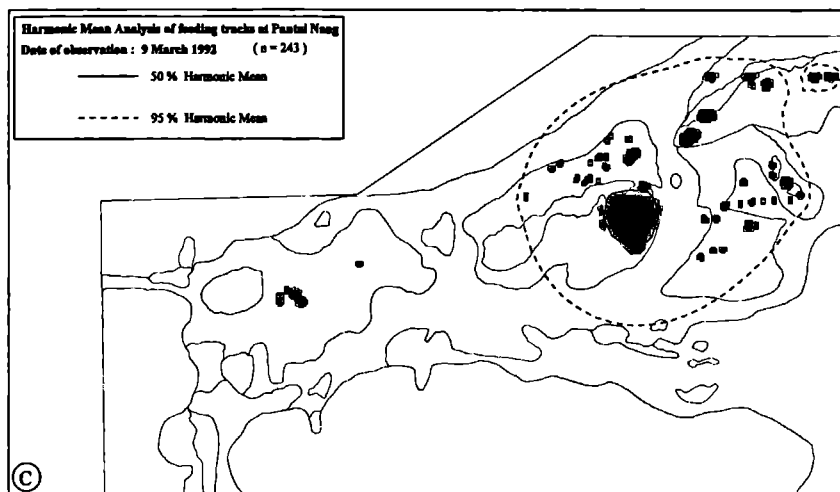 Harmonic Mean Analysis of feeding tracks at Pantai Nang
Date of observation : 9 March 1992 ( n = 243 )
50 % Harmonic Mean
95 % Harmonic Mean
C